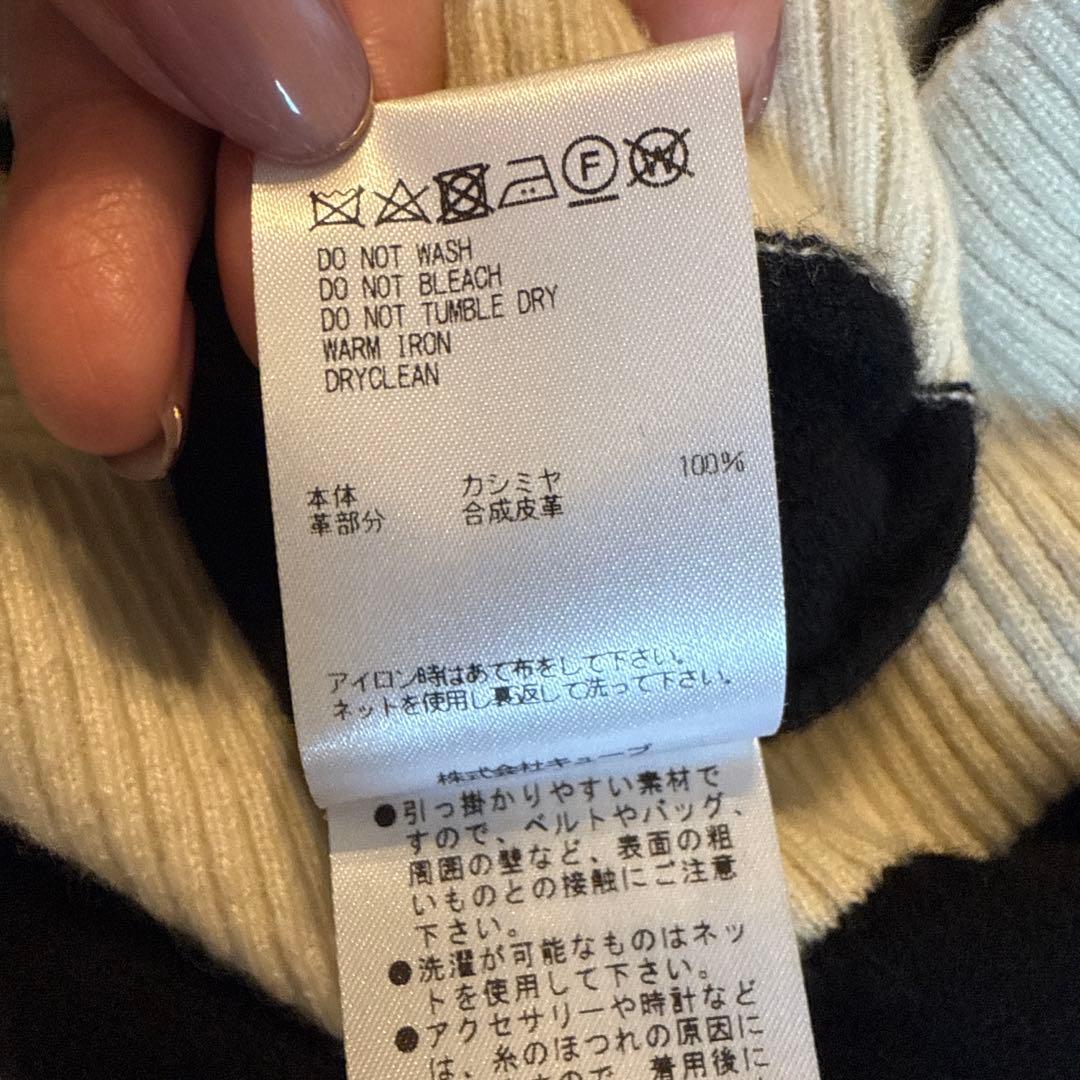 F W
DO NOT WASH
DO NOT BLEACH
DO NOT TUMBLE DRY
WARM IRON
DRYCLEAN
本体 カシミヤ 100%
革部分 合成皮革
アイロン時はあて布をして下さい。
ネットを使用し裏返して洗って下さい。
株式会社キューブ
●引っ掛かりやすい素材で
すので、ベルトやバッグ、
周囲の壁など、表面の粗
いものとの接触にご注意
下さい。
●洗濯が可能なものはネッ
トを使用して下さい。
●アクセサリーや時計など
は、糸のほつれの原因に
ので、着用後に